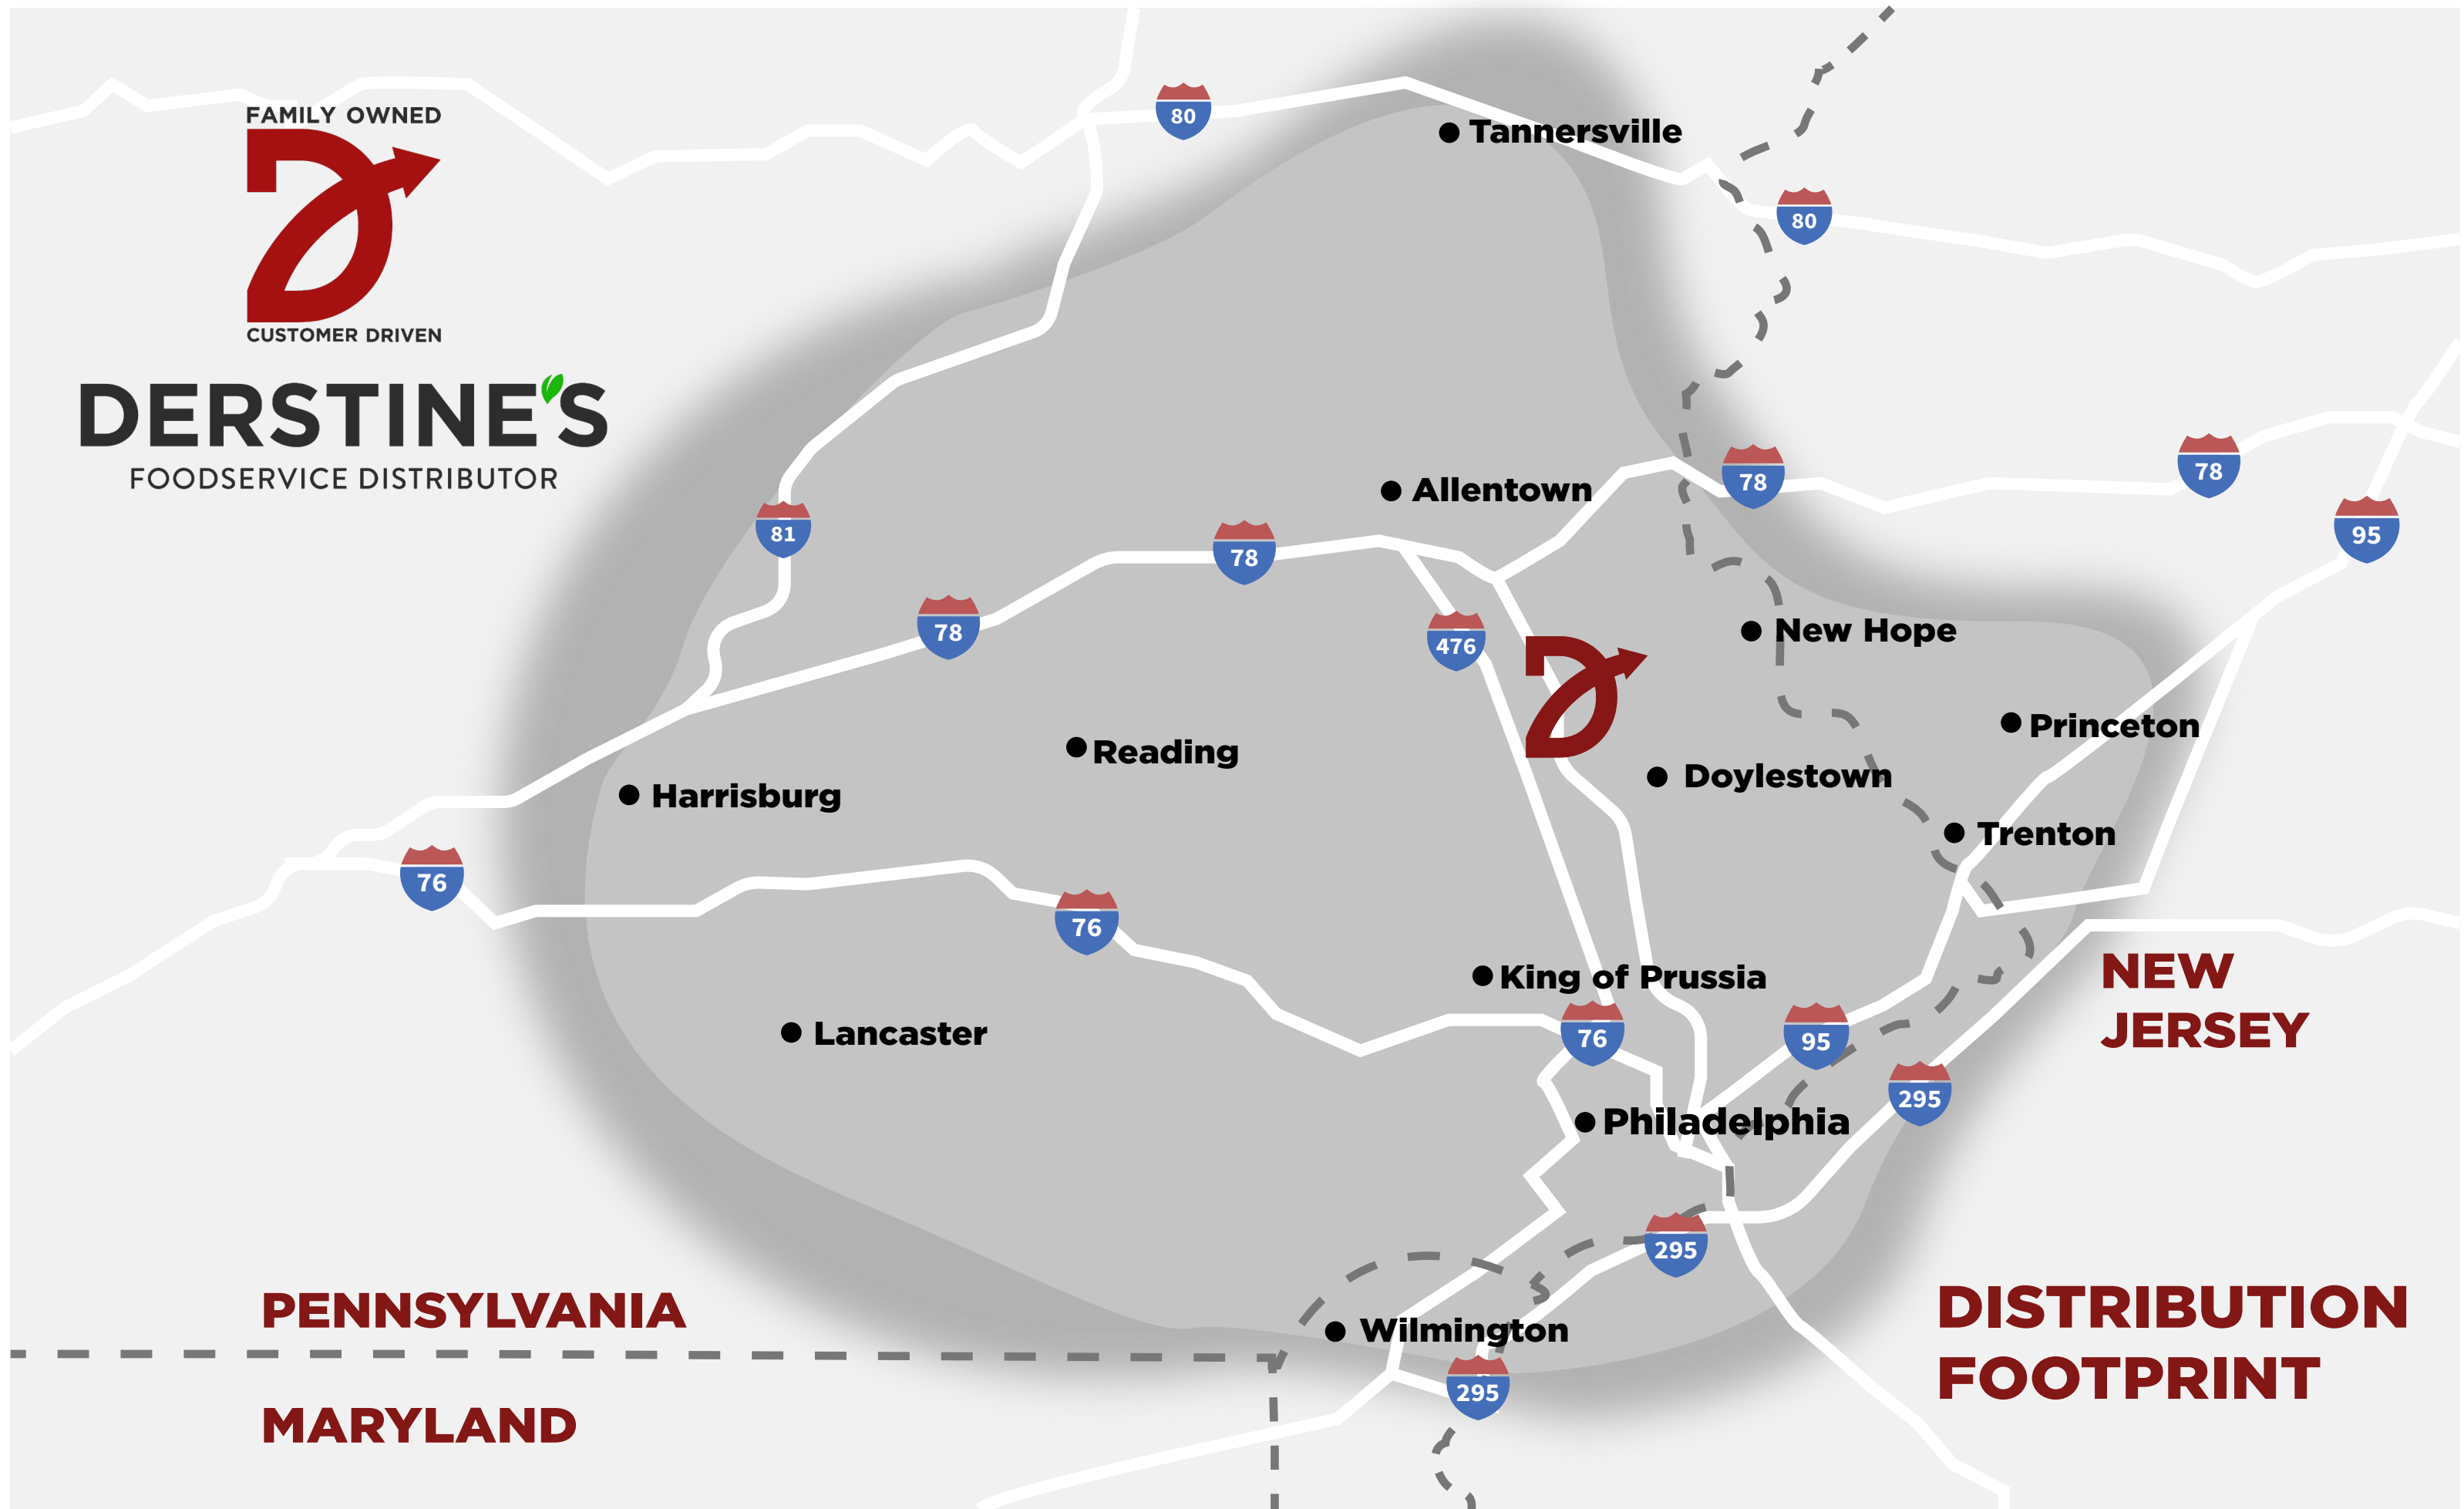 FAMILY OWNED
CUSTOMER DRIVEN
DERSTINE'S
FOODSERVICE DISTRIBUTOR
80
Tannersville
80
78
78
Allentown
95
81
78
78
476
New Hope
Princeton
Reading
Doylestown
Harrisburg
Trenton
76
76
NEW
JERSEY
King of Prussia
Lancaster
76
95
295
Philadelphia
295
PENNSYLVANIA
DISTRIBUTION
FOOTPRINT
Wilmington
295
MARYLAND